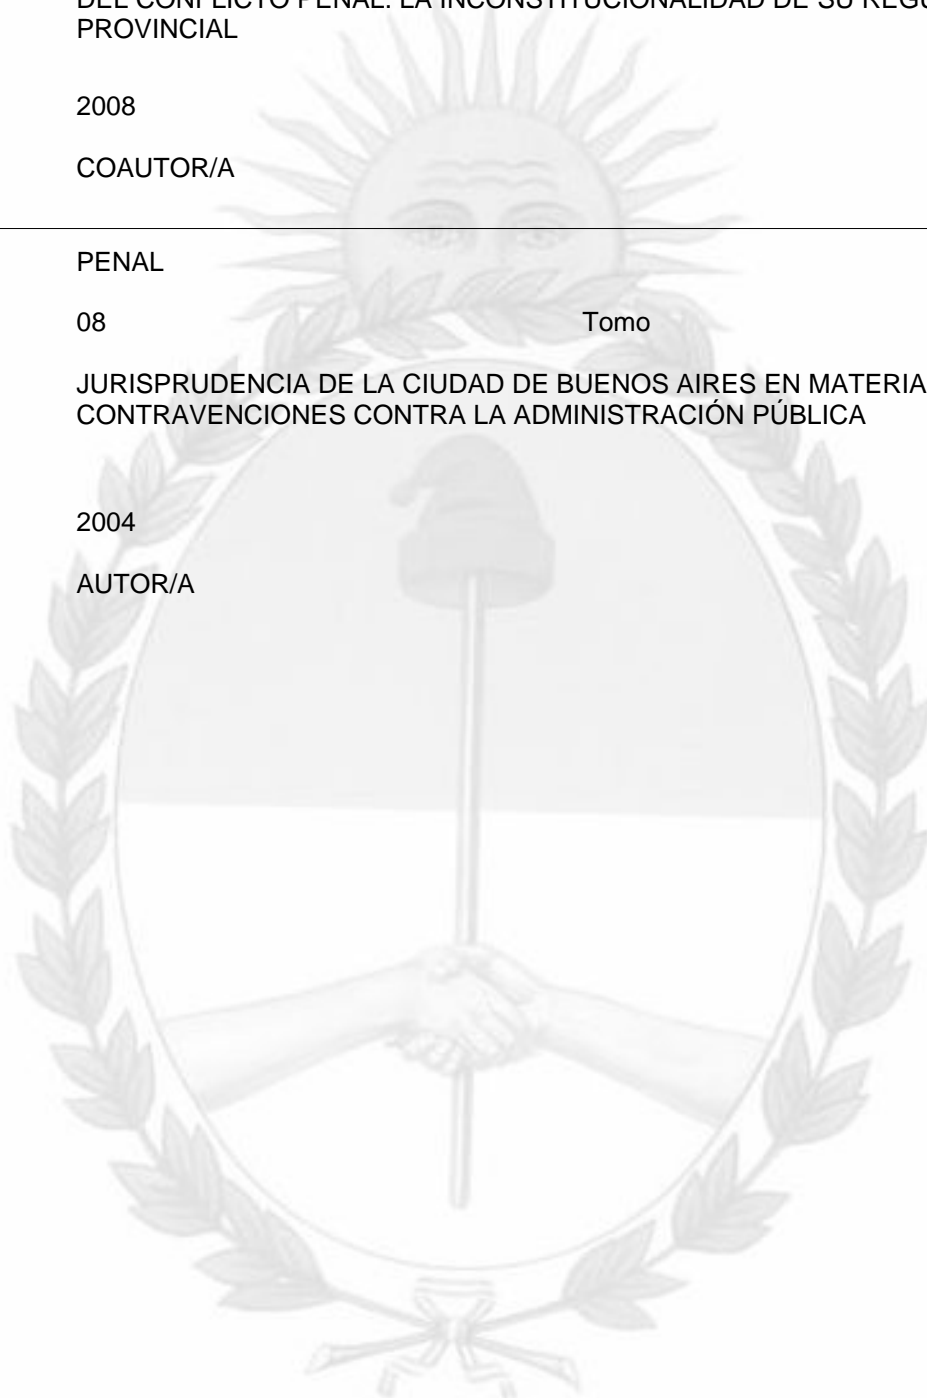 DEL CONFLICTO PENAL. LA INCONSTITUCIONALIDAD DE SU
PROVINCIAL
2008
COAUTOR/A
PENAL
08 Tomo
JURISPRUDENCIA DE LA CIUDAD DE BUENOS AIRES EN MATERIA
CONTRAVENCIONES CONTRA LA ADMINISTRACIÓN PÚBLICA
2004
AUTOR/A